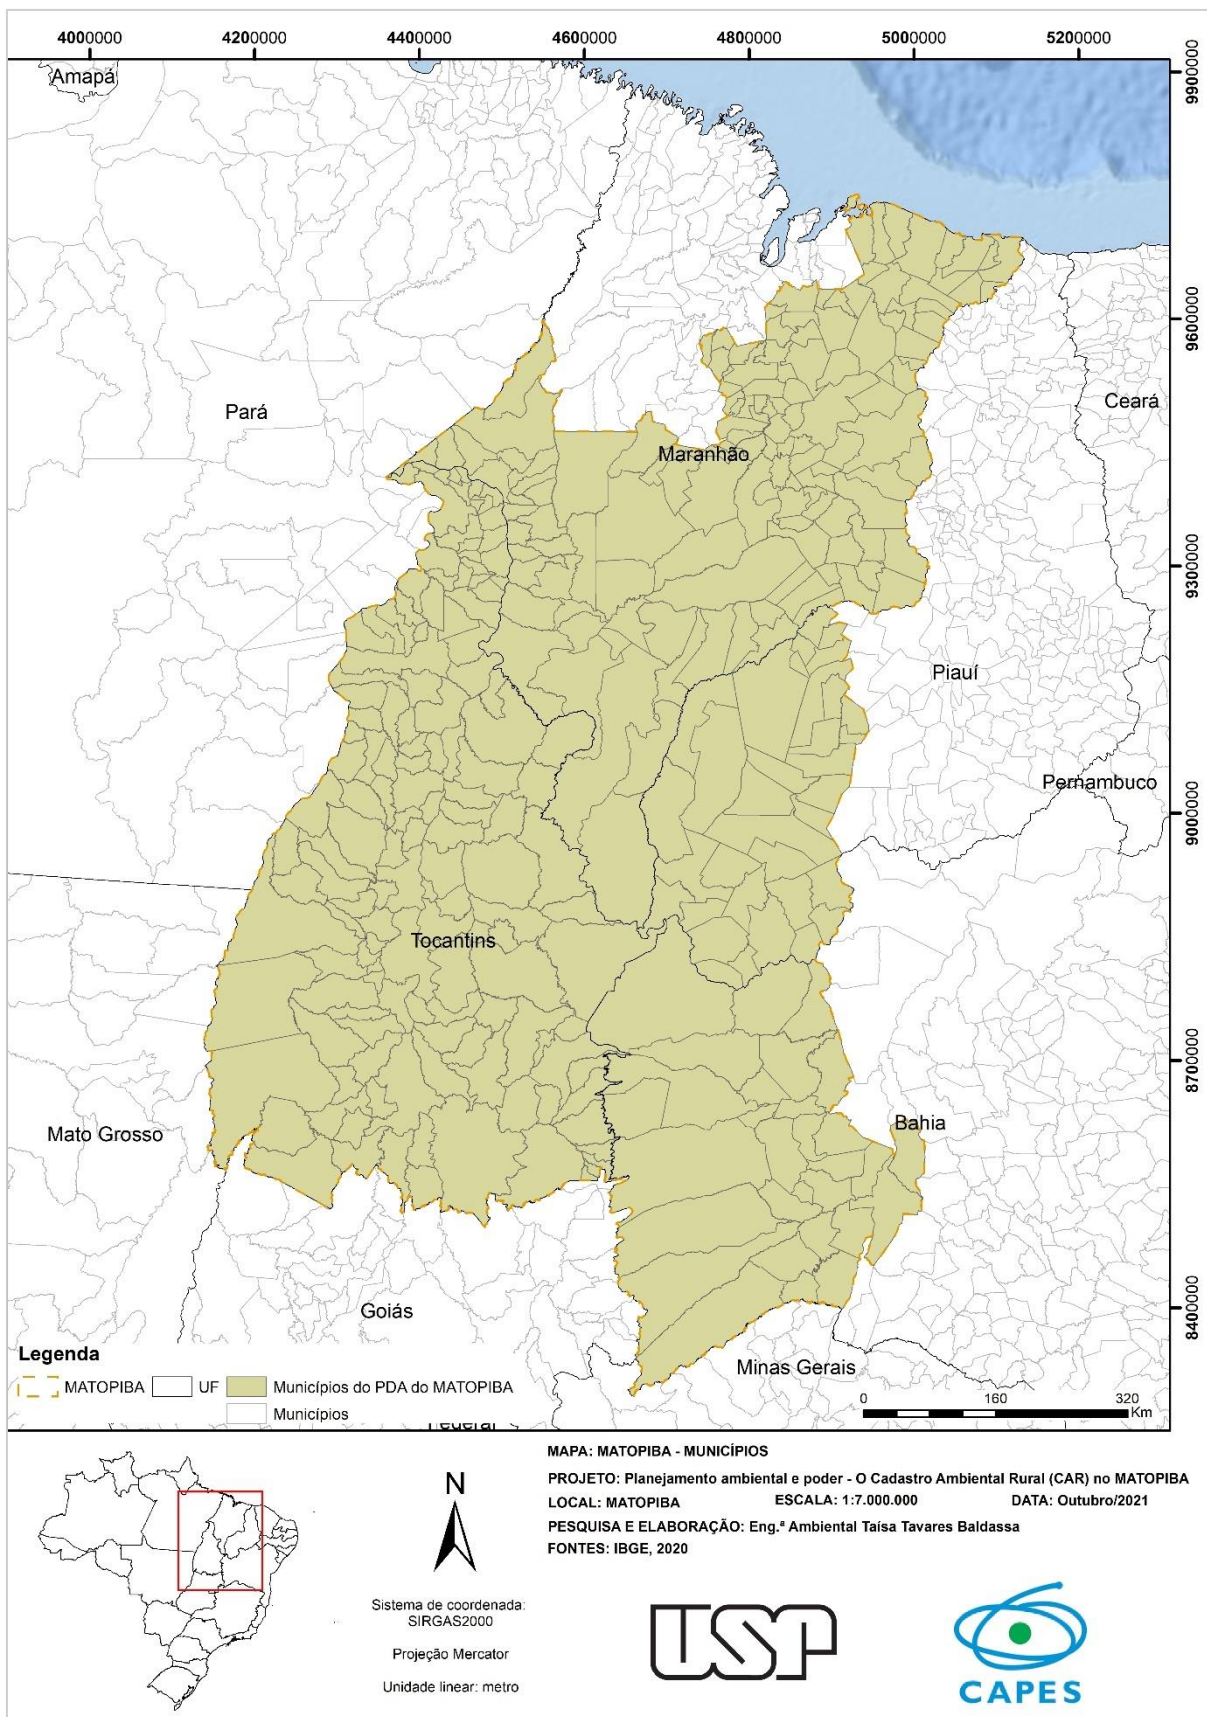 4000000 4200000 4400000 4600000 4800000 5000000 5200000
Amapá
9900000
9600000
Pará
Ceará
Maranhão
9300000
Piauí
Pernambuco
9000000
Tocantins
8700000
Bahia
Mato Grosso
8400000
Goiás
Minas Gerais
Legenda
MATOPIBA UF Municípios do PDA do MATOPIBA
Municípios
0 160 320
Km
MAPA: MATOPIBA - MUNICÍPIOS
PROJETO: Planejamento ambiental e poder - O Cadastro Ambiental Rural (CAR) no MATOPIBA
LOCAL: MATOPIBA ESCALA: 1:7.000.000 DATA: Outubro/2021
PESQUISA E ELABORAÇÃO: Eng.ª Ambiental Taísa Tavares Baldassa
FONTES: IBGE, 2020
N
Sistema de coordenada:
SIRGAS2000
Projeção Mercator
Unidade linear: metro
USP
CAPES